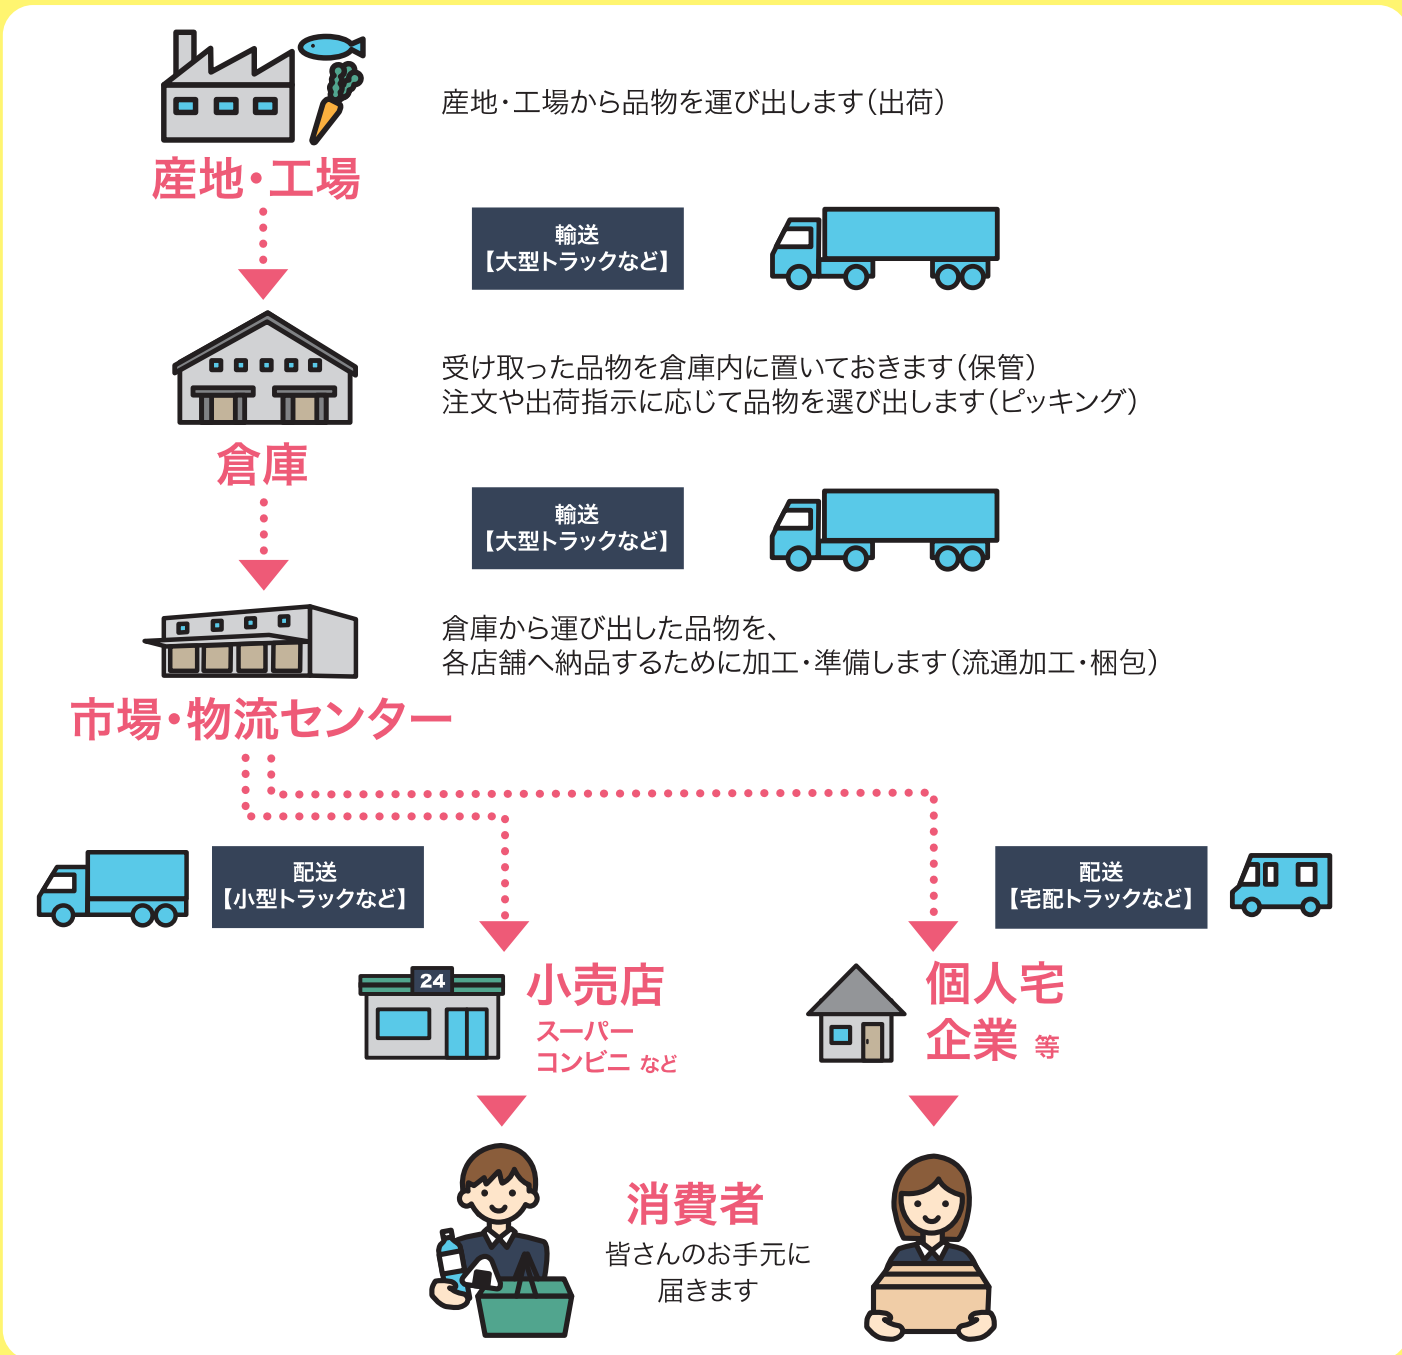 産地・工場から品物を運び出します（出荷）
産地・工場
輸送
【大型トラックなど】
受け取った品物を倉庫内に置いておきます（保管）
注文や出荷指示に応じて品物を選び出します（ピッキング）
倉庫
輸送
【大型トラックなど】
倉庫から運び出した品物を、
各店舗へ納品するために加工・準備します（流通加工・梱包）
市場・物流センター
配送
【小型トラックなど】
配送
【宅配トラックなど】
24
小売店
スーパー
コンビニ など
個人宅
企業 等
消費者
皆さんのお手元に
届きます